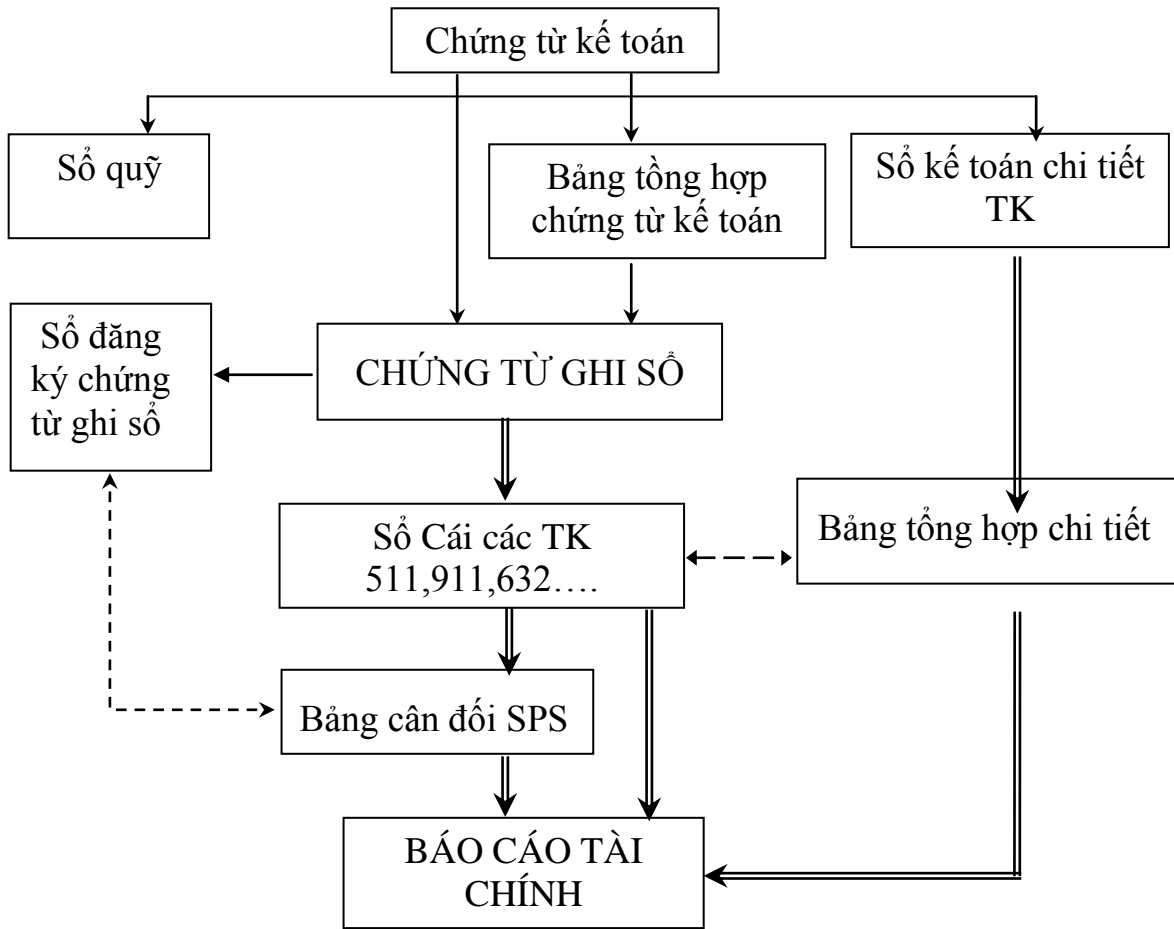 Chứng từ kế toán
Sổ quỹ
Bảng tồng hợp
chứng từ kế toán
Sổ kế toán chi tiết
TK
Sổ đăng
ký chứng
từ ghi sổ
CHỨNG TỪ GHI SỔ
Sổ Cái các TK
511,911,632….
Bảng tổng hợp chi tiết
Bảng cân đối SPS
BÁO CÁO TÀI
CHÍNH